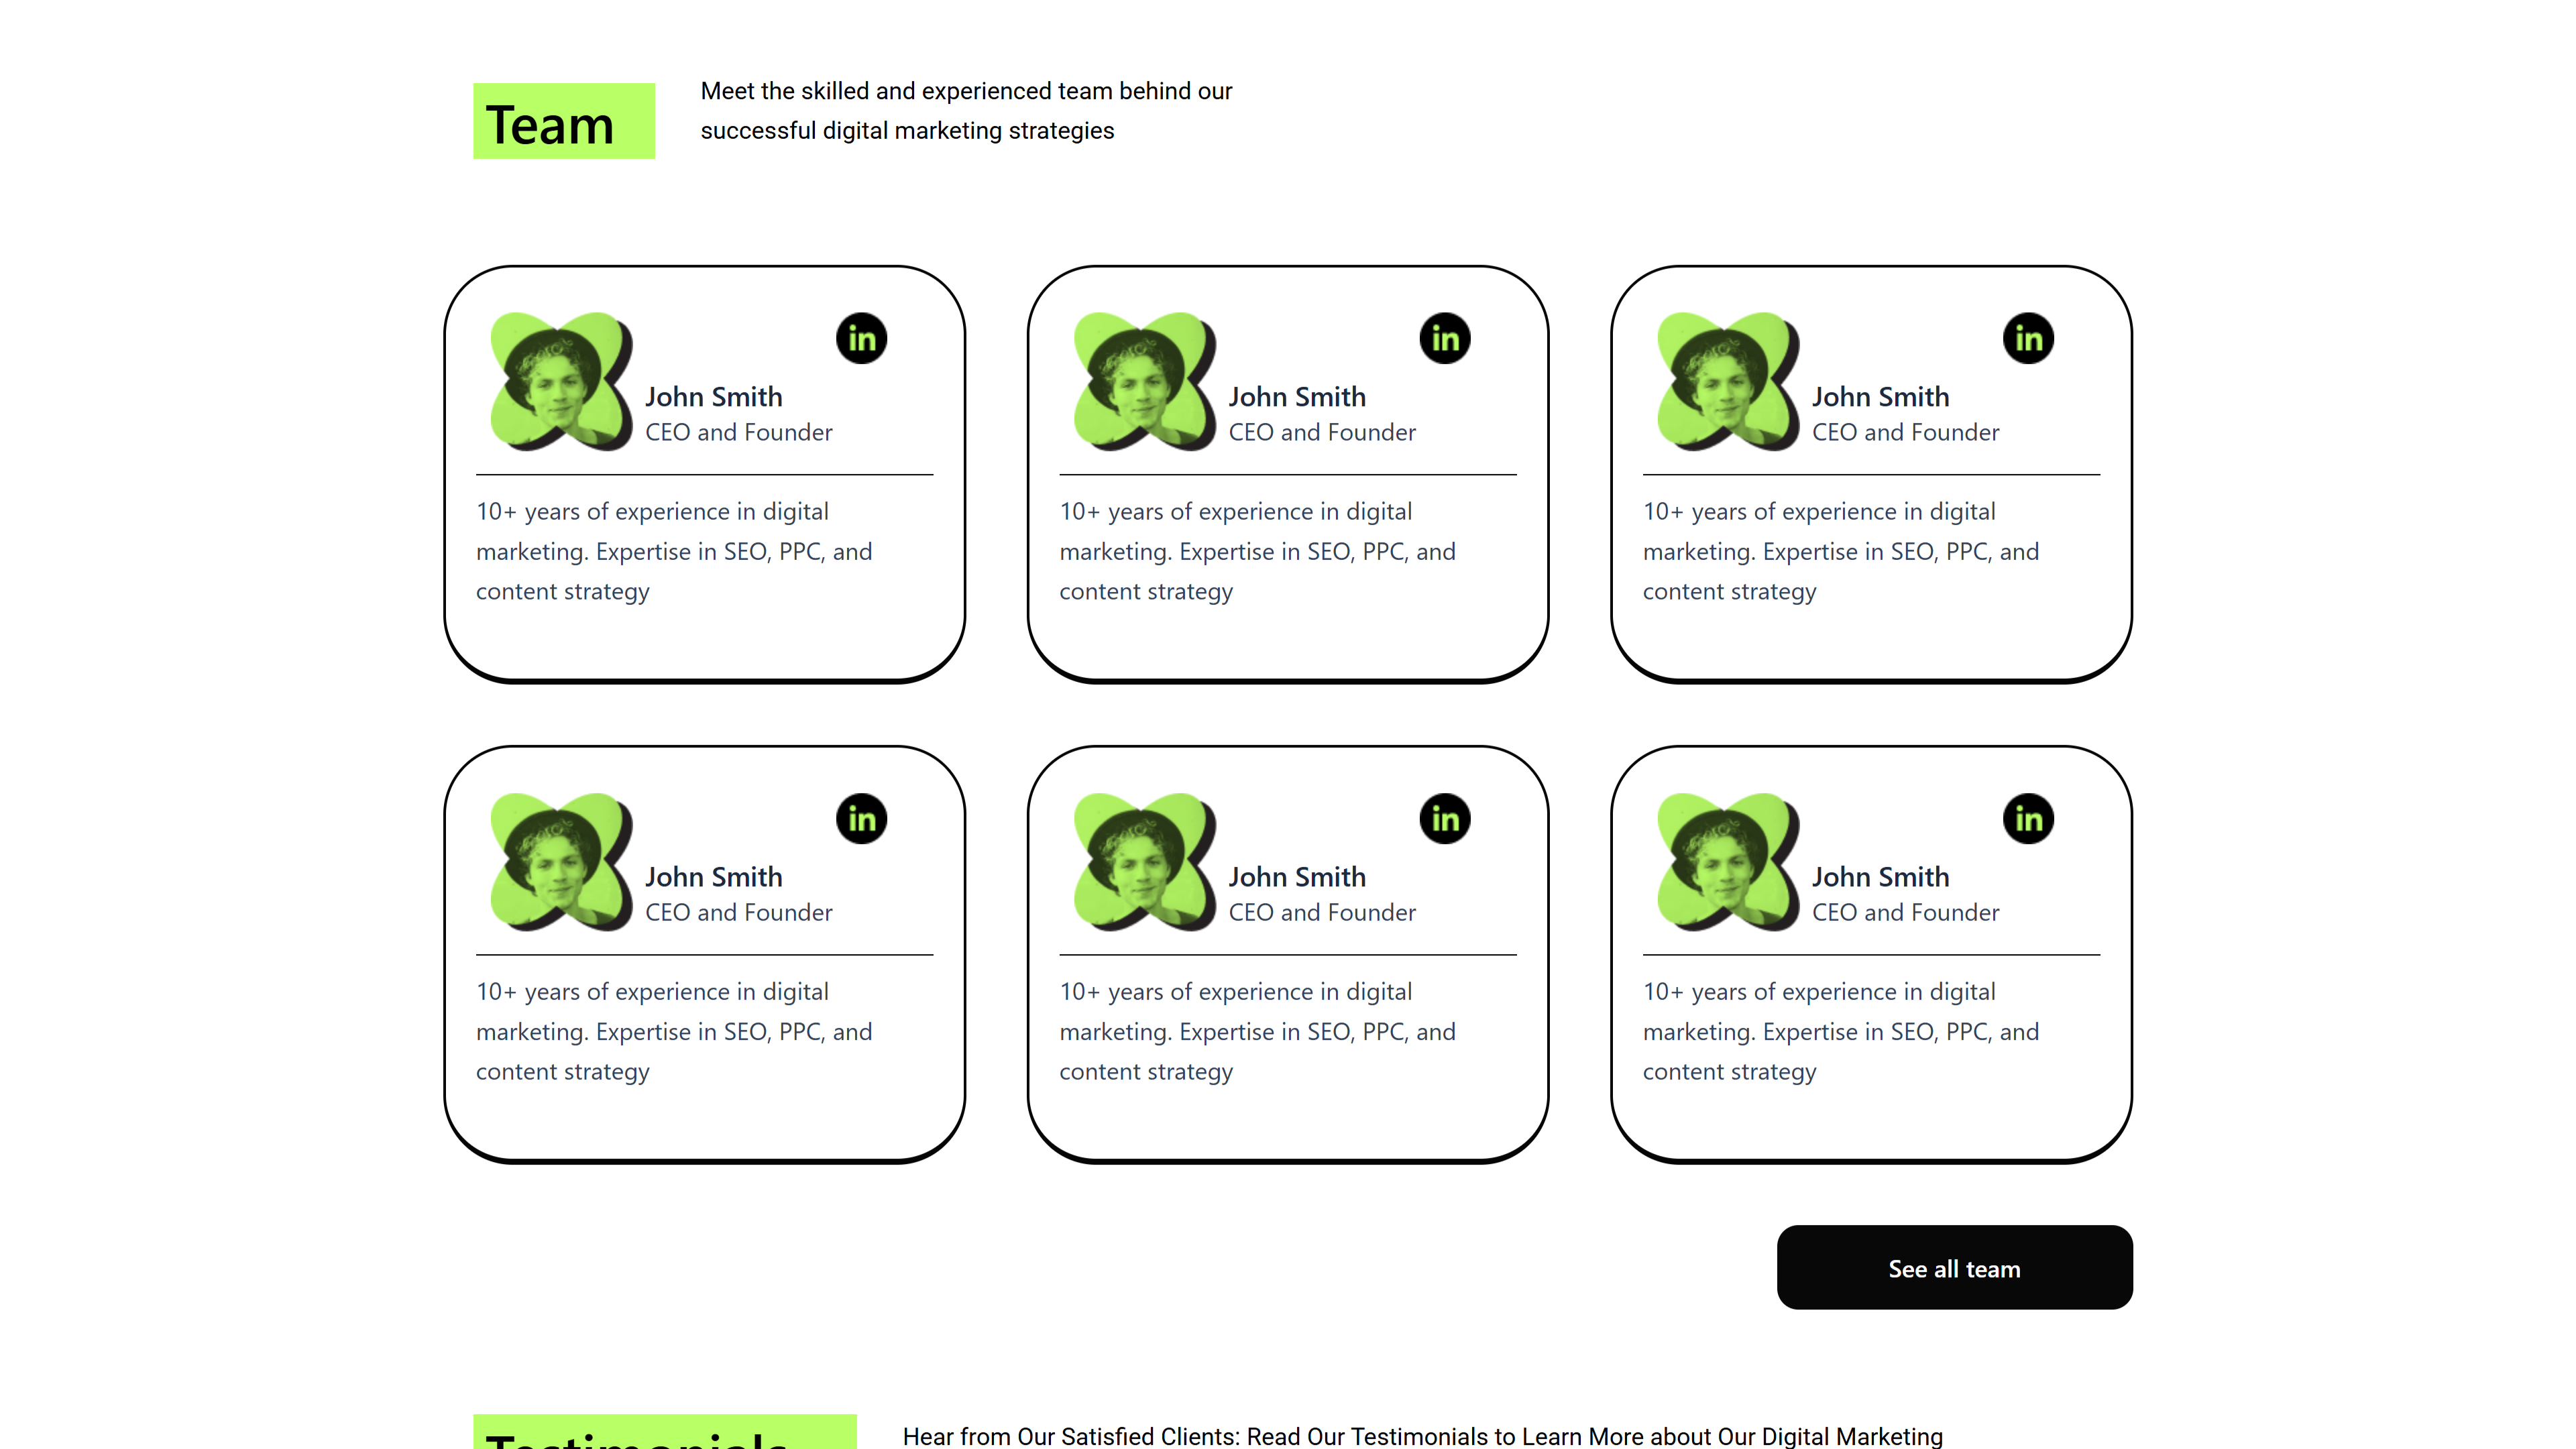 Team
Meet the skilled and experienced team behind our
successful digital marketing strategies
in
John Smith
CEO and Founder
10+ years of experience in digital
marketing. Expertise in SEO, PPC, and
content strategy
in
John Smith
CEO and Founder
10+ years of experience in digital
marketing. Expertise in SEO, PPC, and
content strategy
in
John Smith
CEO and Founder
10+ years of experience in digital
marketing. Expertise in SEO, PPC, and
content strategy
in
John Smith
CEO and Founder
10+ years of experience in digital
marketing. Expertise in SEO, PPC, and
content strategy
in
John Smith
CEO and Founder
10+ years of experience in digital
marketing. Expertise in SEO, PPC, and
content strategy
in
John Smith
CEO and Founder
10+ years of experience in digital
marketing. Expertise in SEO, PPC, and
content strategy
See all team
Testimonials
Hear from Our Satisfied Clients: Read Our Testimonials to Learn More about Our Digital Marketing